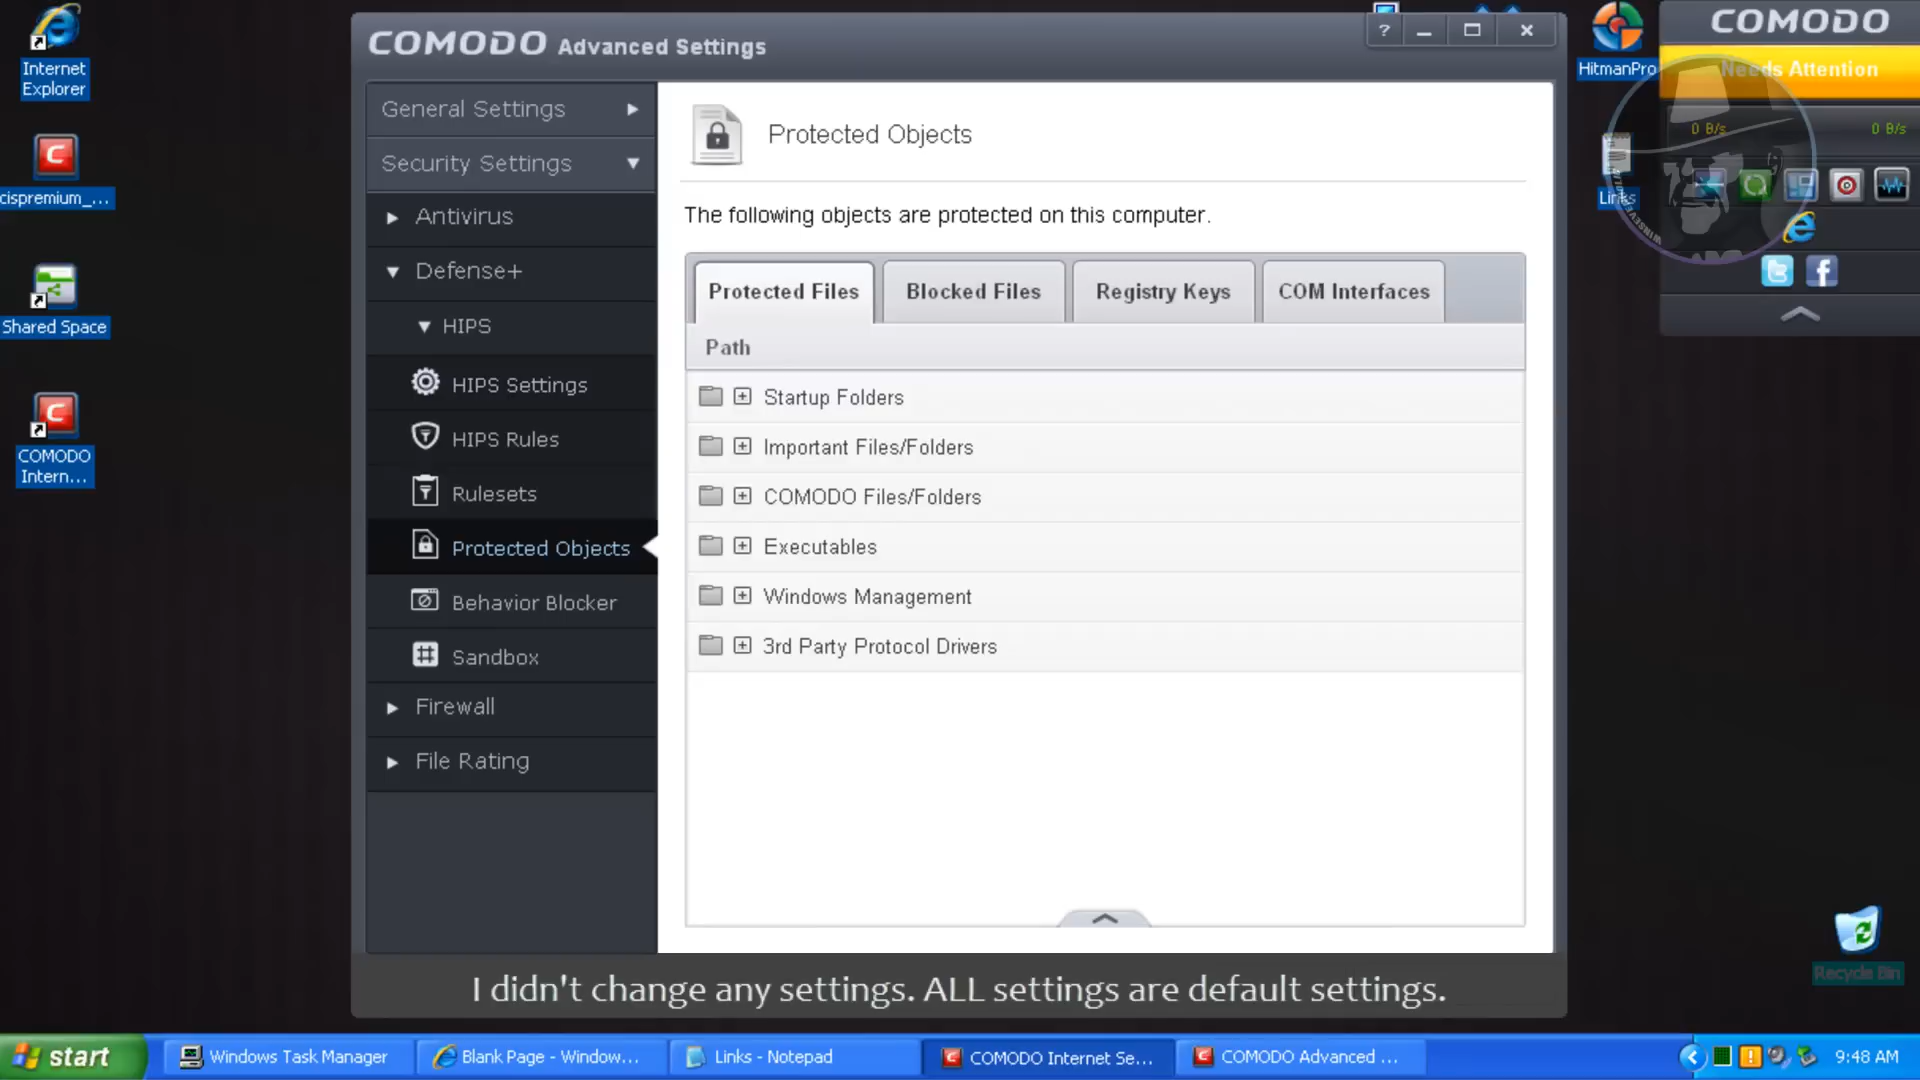 Internet
Explorer
cispremium_...
Shared Space
COMODO
Intern...
COMODO Advanced Settings
?
General Settings
Security Settings
Antivirus
Defense+
HIPS
HIPS Settings
HIPS Rules
Rulesets
Protected Objects
Behavior Blocker
Sandbox
Firewall
File Rating
Protected Objects
The following objects are protected on this computer.
Protected Files
Blocked Files
Registry Keys
COM Interfaces
Path
Startup Folders
Important Files/Folders
COMODO Files/Folders
Executables
Windows Management
3rd Party Protocol Drivers
HitmanPro
Links
COMODO
Needs Attention
0 B/s
0 B/s
Recycle Bin
I didn't change any settings. ALL settings are default settings.
start
Windows Task Manager
Blank Page - Window...
Links - Notepad
COMODO Internet Se...
COMODO Advanced ...
9:48 AM